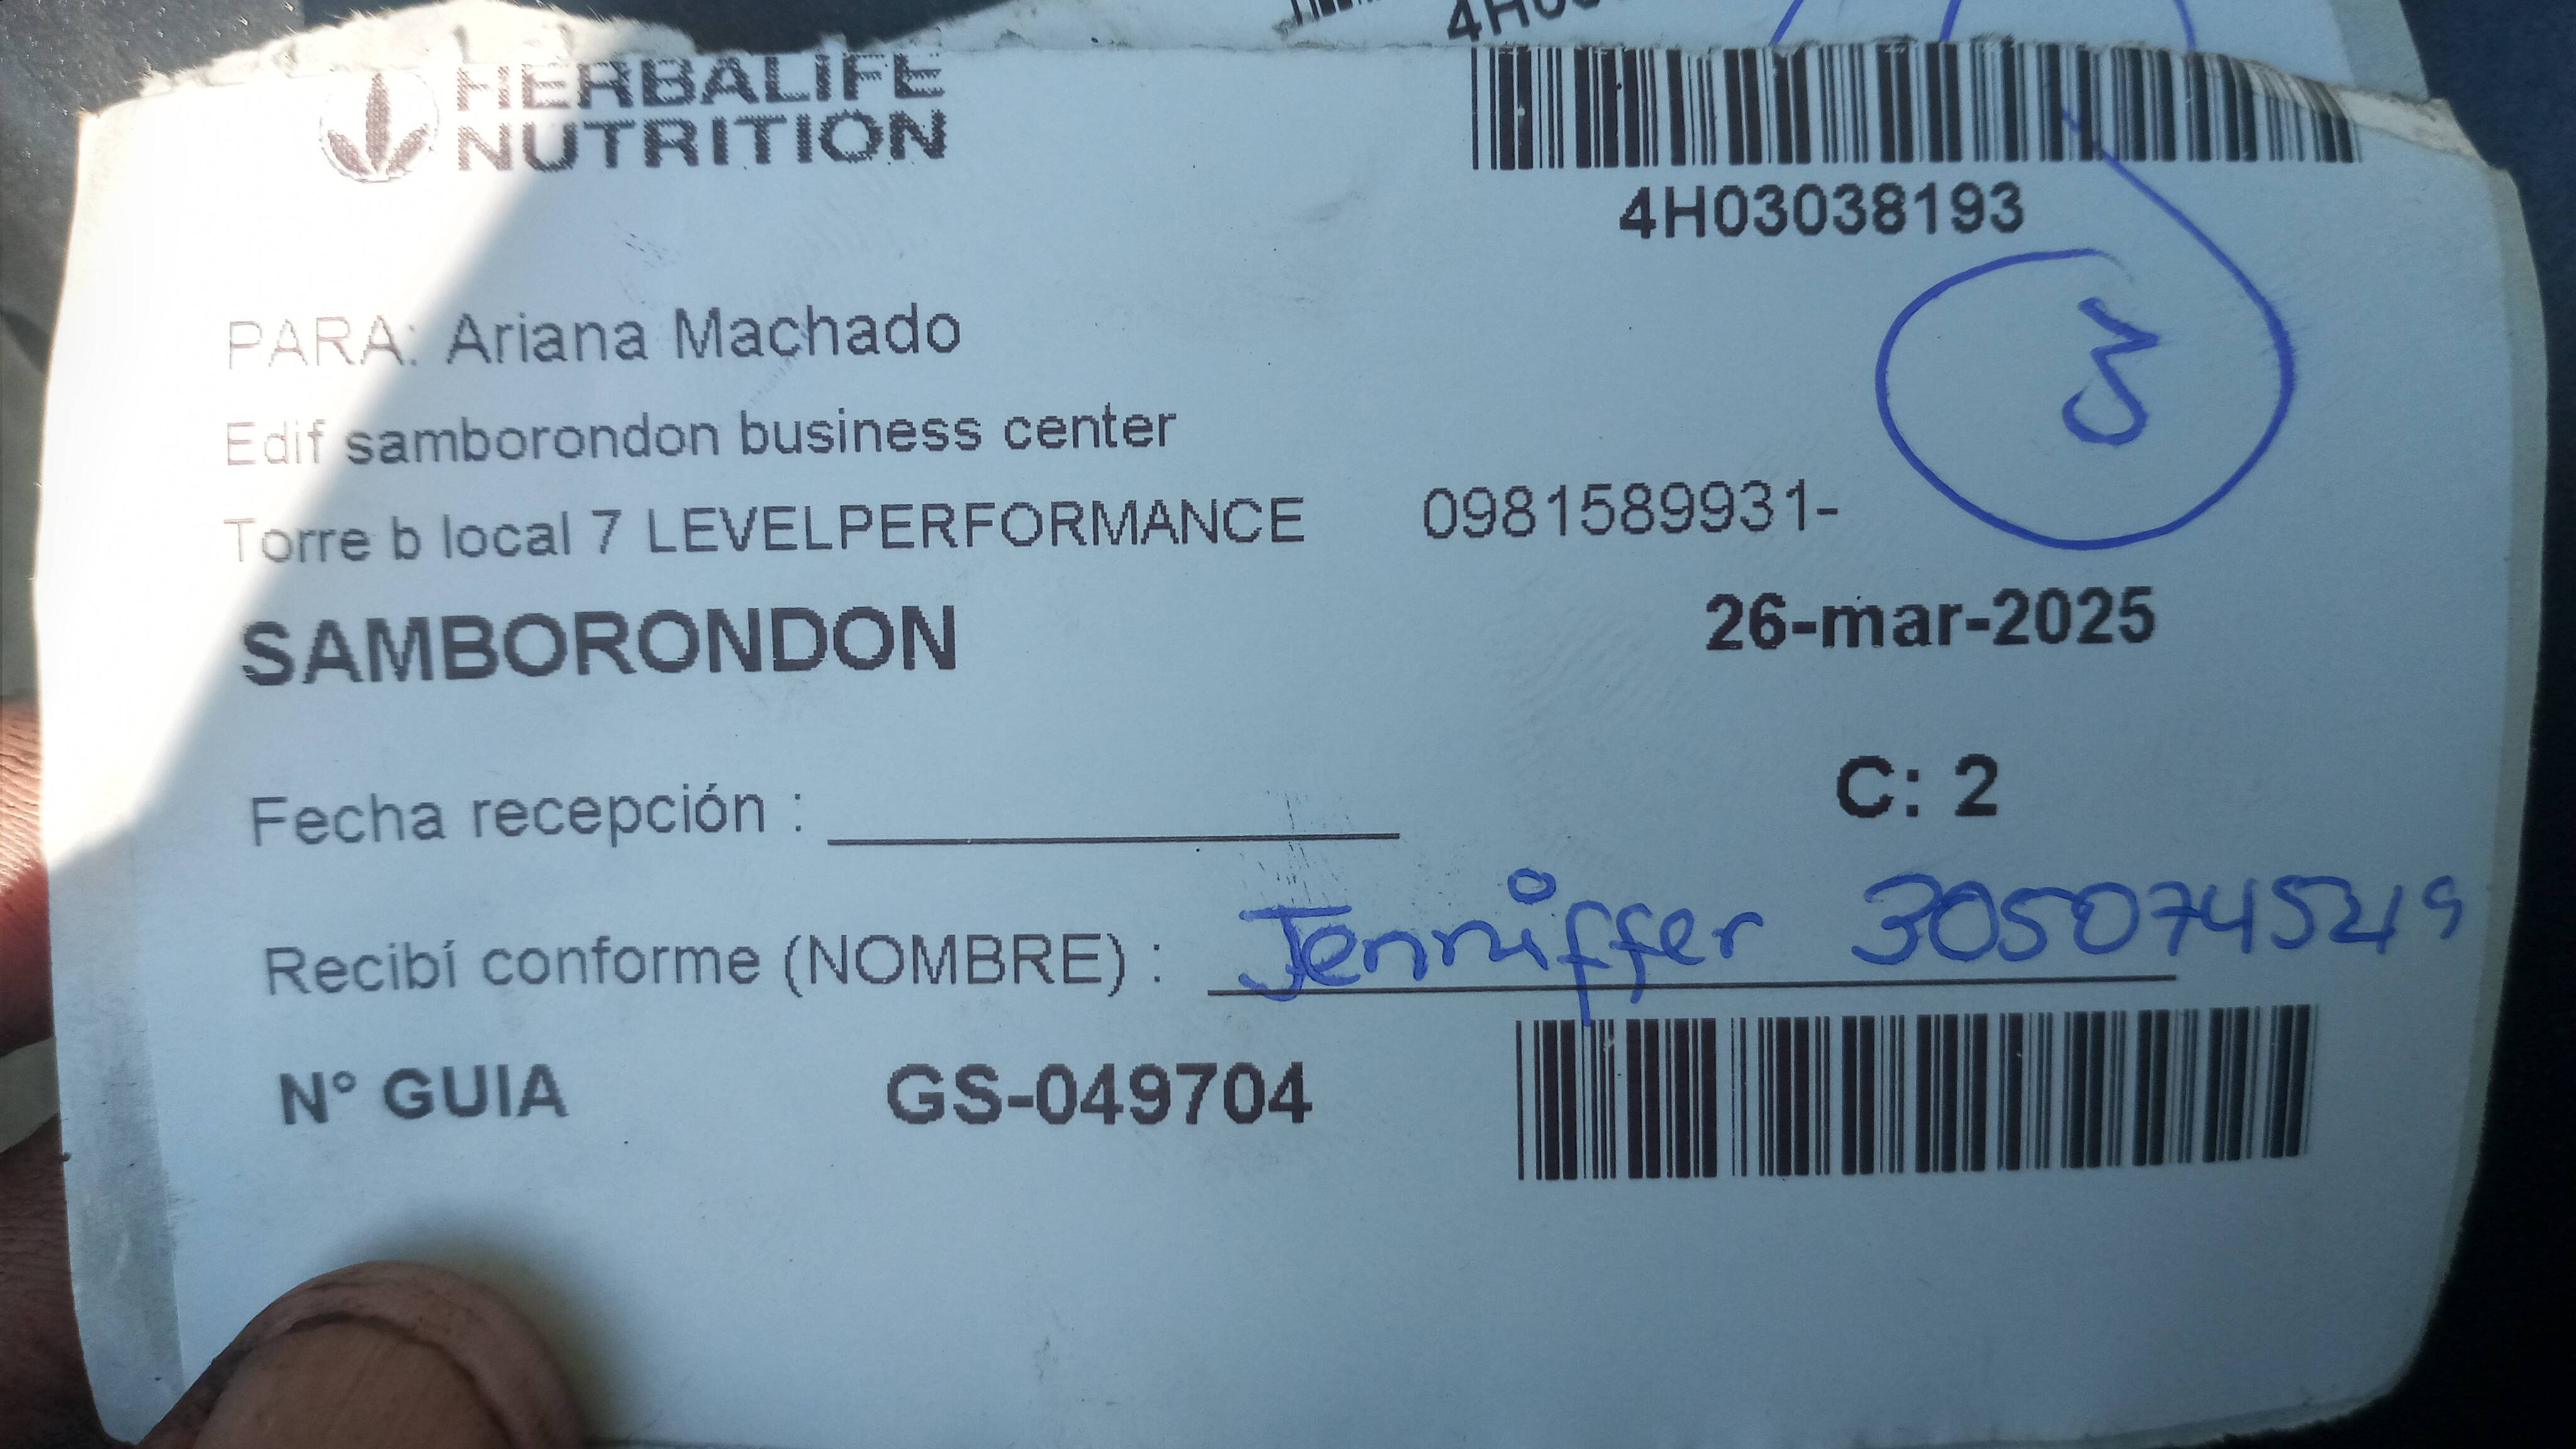 HERBALIFE
NUTRITION
4H03038193
3
PARA: Ariana Machado
Edif samborondon business center
Torre b local 7 LEVELPERFORMANCE 0981589931-
SAMBORONDON 26-mar-2025
C: 2
Fecha recepción :
Recibí conforme (NOMBRE) : Jenniffer
N° GUIA GS-049704